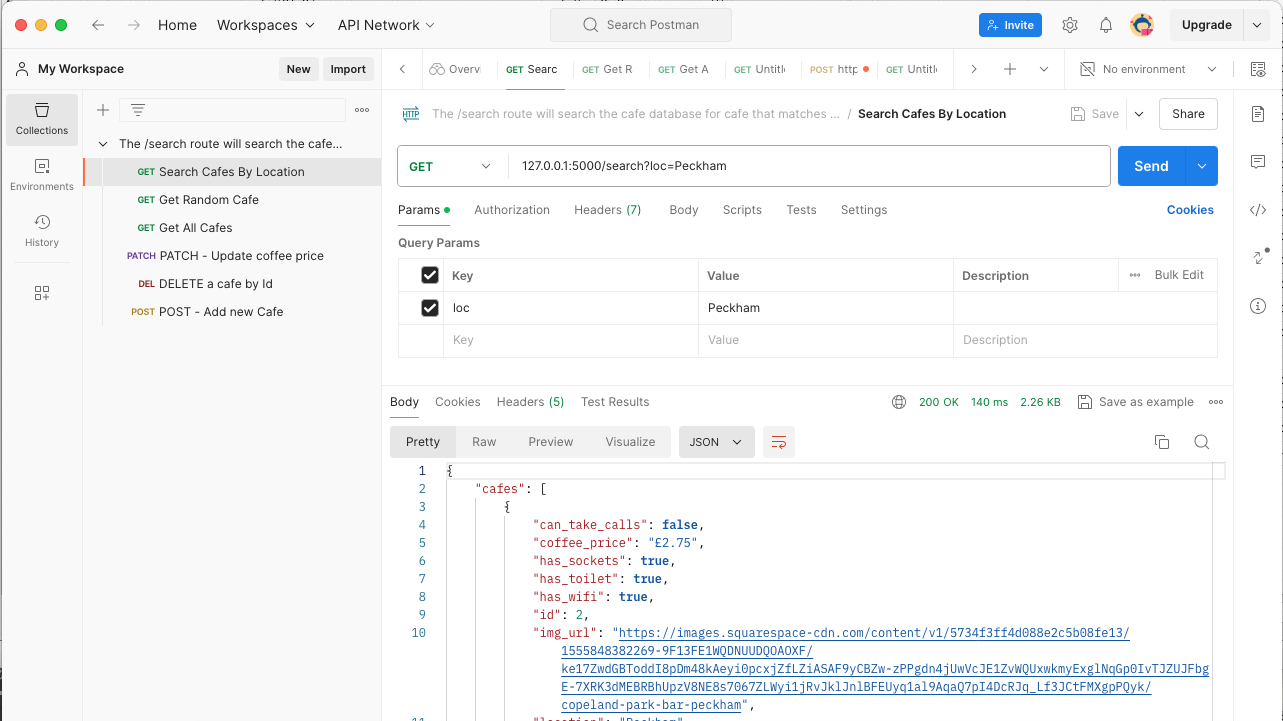 Home Workspaces API Network Search Postman Invite Upgrade
My Workspace New Import Overv GET Searc GET Get R GET Get A GET Untitl POST http GET Untitl No environment
Collections
Environments
History
The /search route will search the cafe...
GET Search Cafes By Location
GET Get Random Cafe
GET Get All Cafes
PATCH PATCH - Update coffee price
DEL DELETE a cafe by Id
POST POST - Add new Cafe
HTTP The /search route will search the cafe database for cafe that matches ... / Search Cafes By Location Save Share
GET 127.0.0.1:5000/search?loc=Peckham Send
Params Authorization Headers (7) Body Scripts Tests Settings Cookies
Query Params
Key Value Description Bulk Edit
loc Peckham
Key Value Description
Body Cookies Headers (5) Test Results 200 OK 140 ms 2.26 KB Save as example
Pretty Raw Preview Visualize JSON
1 {
2 "cafes": [
3 {
4 "can_take_calls": false,
5 "coffee_price": "£2.75",
6 "has_sockets": true,
7 "has_toilet": true,
8 "has_wifi": true,
9 "id": 2,
10 "img_url": "https://images.squarespace-cdn.com/content/v1/5734f3ff4d088e2c5b08fe13/
1555848382269-9F13FE1WQDNUUDQOAOXF/
ke17ZwdGBToddI8pDm48kAeyi0pcxjZfLZiASAF9yCBZw-zPPgdn4jUwVcJE1ZvWQUxwkmyExglNqGp0IvTJZUJFbg
E-7XRK3dMEBRBhUpzV8NE8s7067ZLWyi1jRvJklJnlBFEUyq1al9AqaQ7pI4DcRJq_Lf3JCtFMXgpPQyk/
copeland-park-bar-peckham",
11 "location": "Peckham"